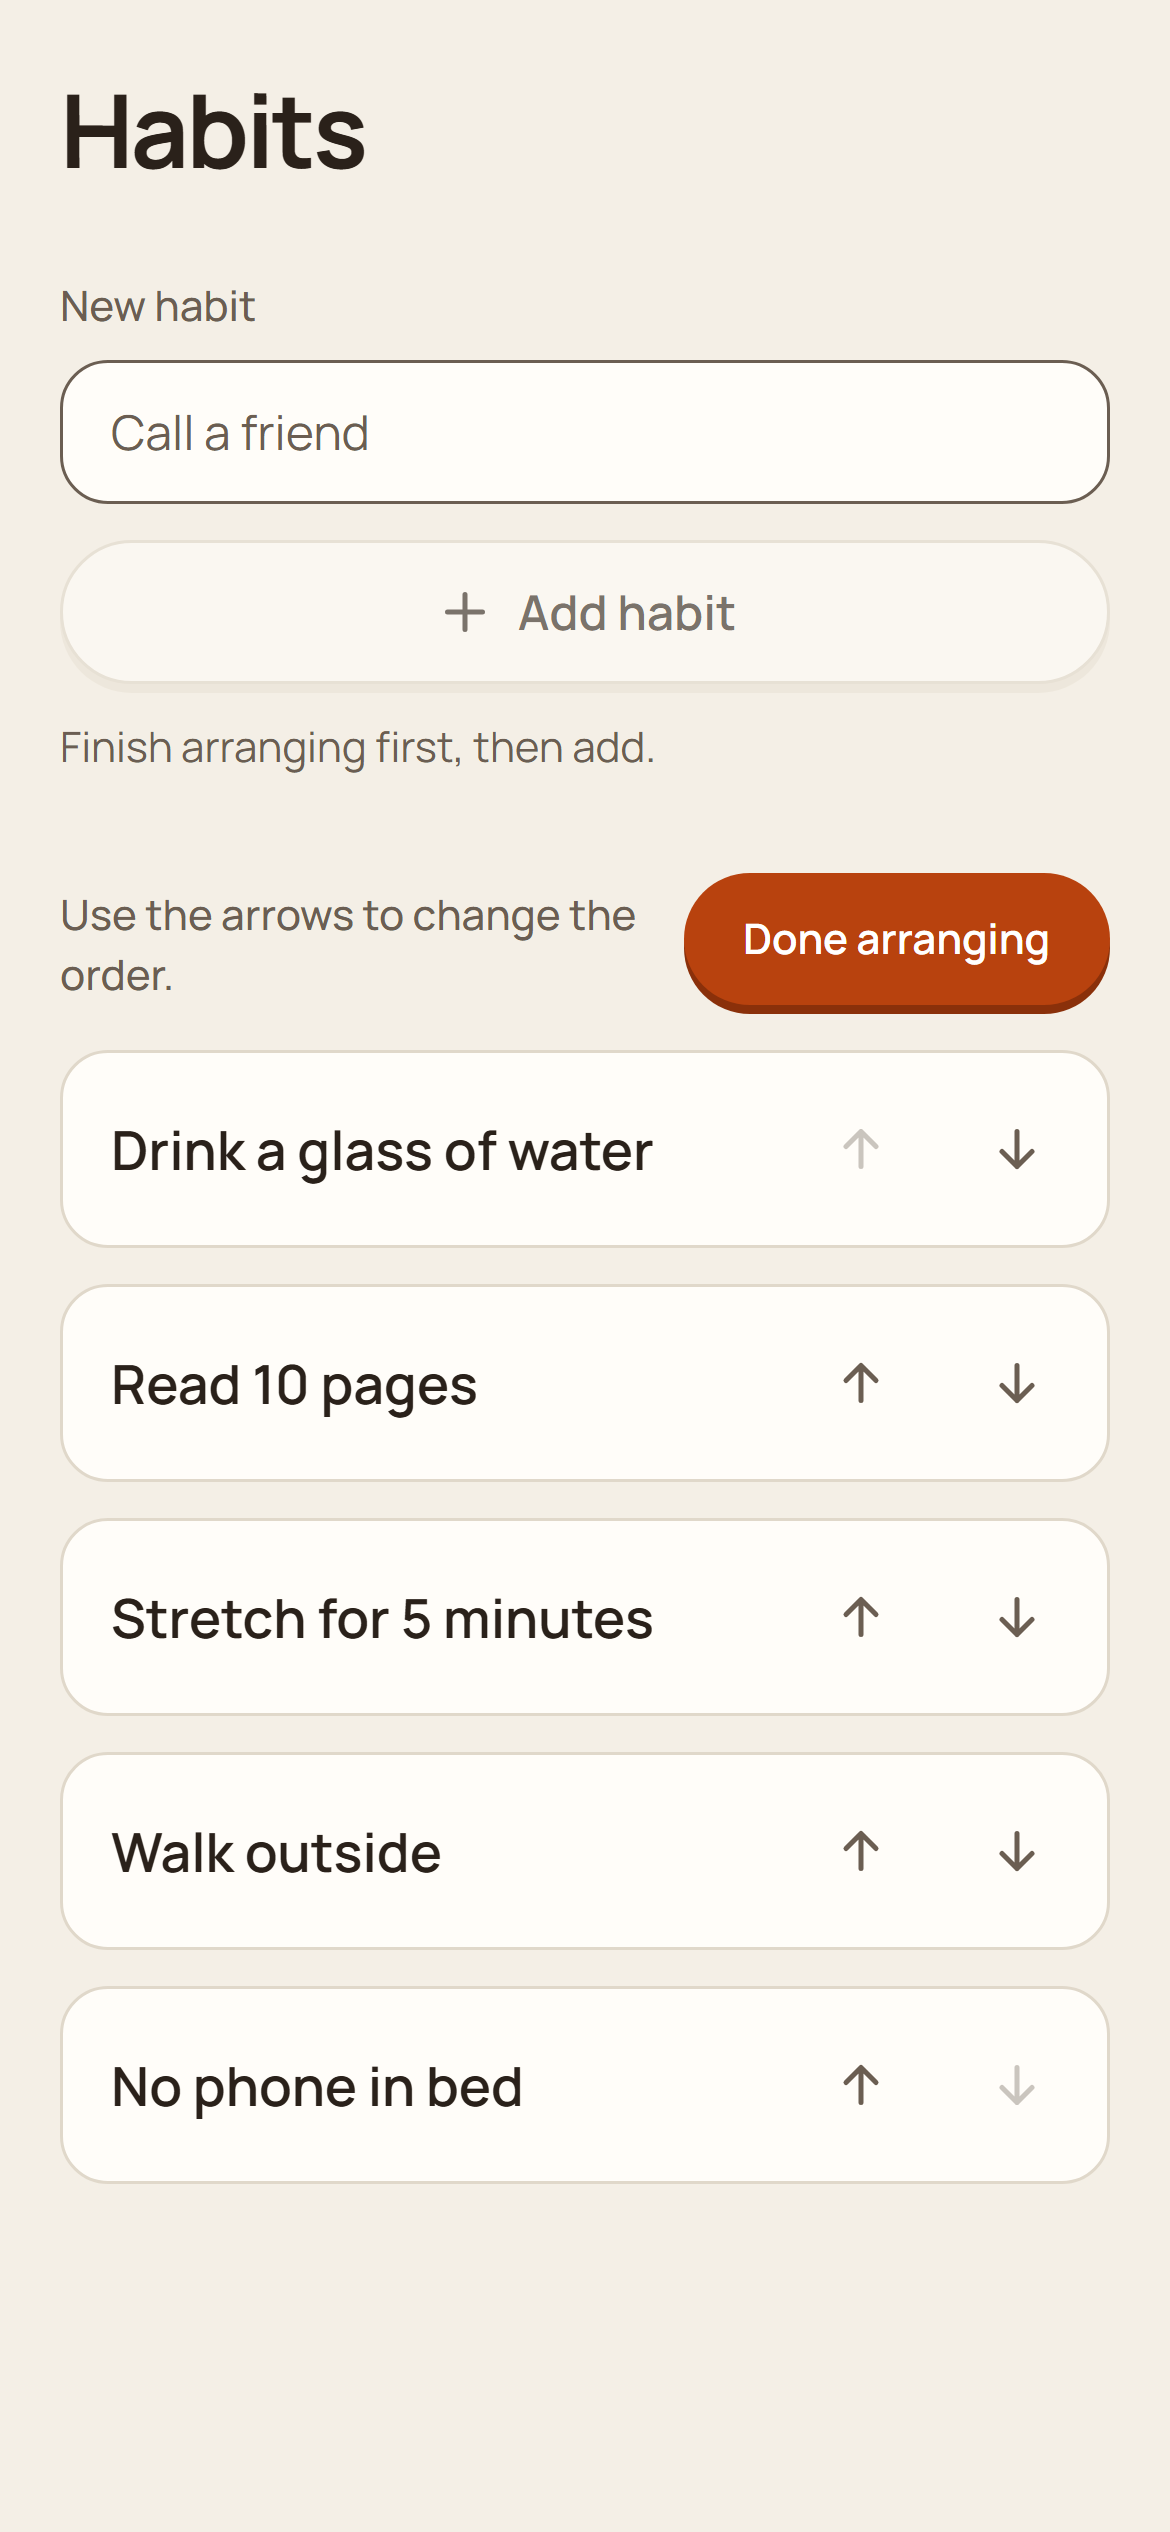 Habits
New habit
Call a friend
Add habit
Finish arranging first, then add.
Use the arrows to change the
order.
Done arranging
Drink a glass of water
Read 10 pages
Stretch for 5 minutes
Walk outside
No phone in bed